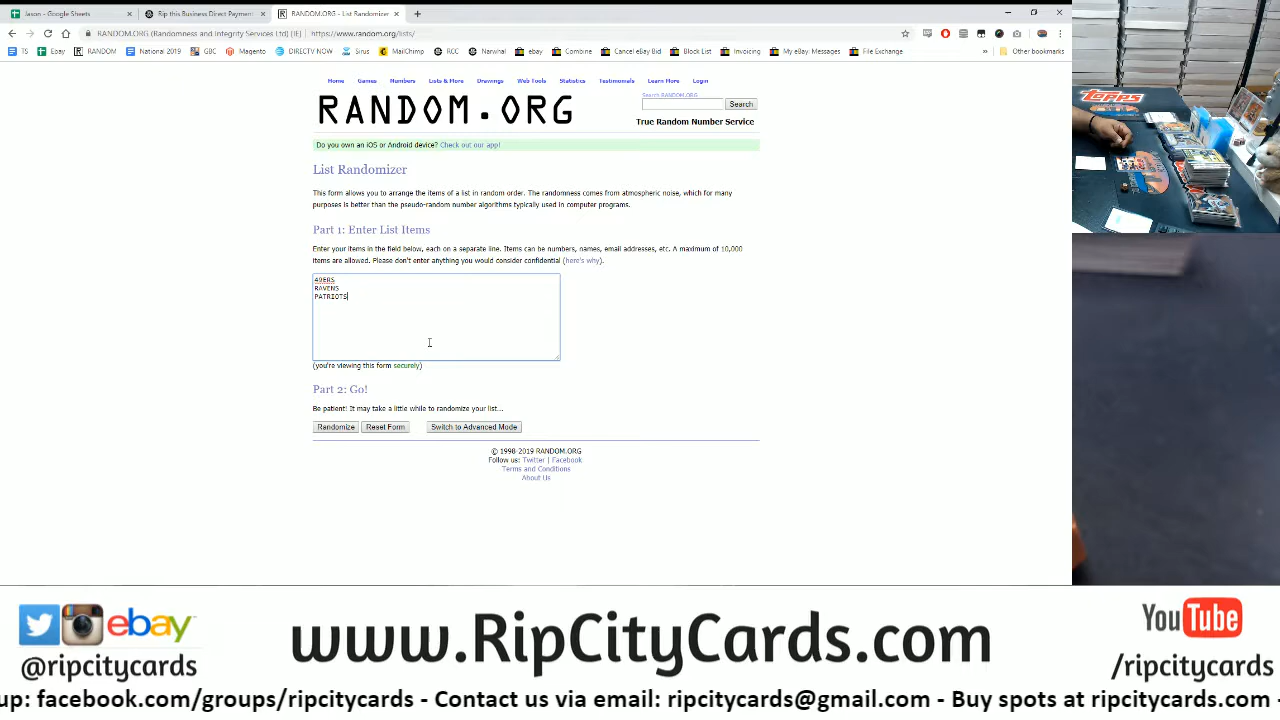 Jason - Google Sheets
Rip this Business Direct Payment
RANDOM.ORG - List Randomizer
RANDOM.ORG (Randomness and Integrity Services Ltd) [IE] | https://www.random.org/lists/
TS Ebay RANDOM National 2019 GBC Magento DIRECTV NOW Sirus MailChimp RCC Narwhal ebay Combine Cancel eBay Bid Block List Invoicing My eBay: Messages File Exchange » Other bookmarks
Home Games Numbers Lists & More Drawings Web Tools Statistics Testimonials Learn More Login
RANDOM.ORG
Search RANDOM.ORG
Search
True Random Number Service
Do you own an iOS or Android device? Check out our app!
List Randomizer
This form allows you to arrange the items of a list in random order. The randomness comes from atmospheric noise, which for many
purposes is better than the pseudo-random number algorithms typically used in computer programs.
Part 1: Enter List Items
Enter your items in the field below, each on a separate line. Items can be numbers, names, email addresses, etc. A maximum of 10,000
items are allowed. Please don't enter anything you would consider confidential (here's why).
49ERS
RAVENS
PATRIOTS
(you're viewing this form securely)
Part 2: Go!
Be patient! It may take a little while to randomize your list...
Randomize Reset Form Switch to Advanced Mode
© 1998-2019 RANDOM.ORG
Follow us: Twitter | Facebook
Terms and Conditions
About Us
Topps
ebay
@ripcitycards
www.RipCityCards.com
YouTube
/ripcitycards
up: facebook.com/groups/ripcitycards - Contact us via email: ripcitycards@gmail.com - Buy spots at ripcitycards.com -